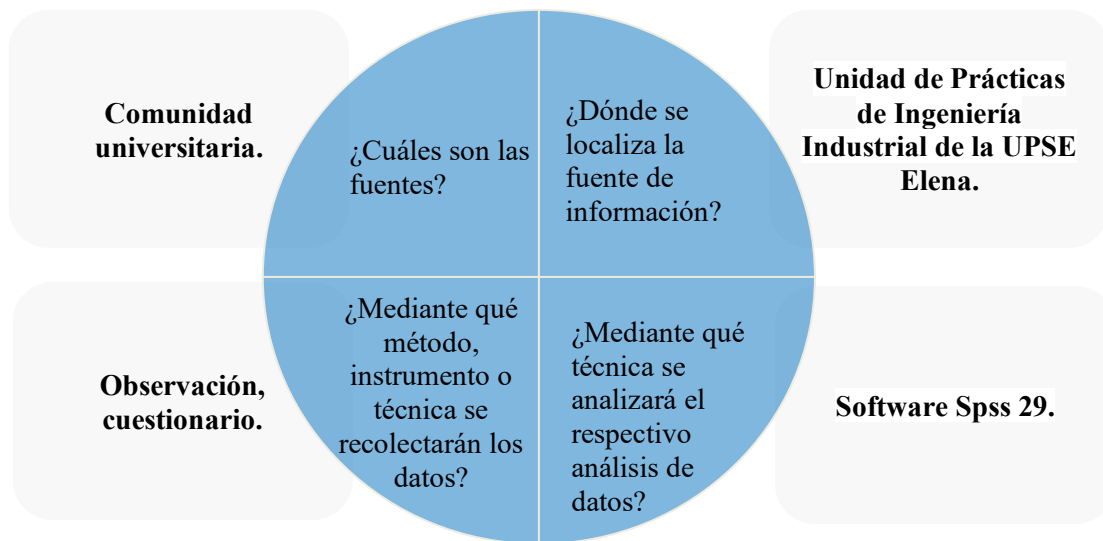 Comunidad
universitaria.
¿Cuáles son las
fuentes?
¿Dónde se
localiza la
fuente de
información?
Unidad de Prácticas
de Ingeniería
Industrial de la UPSE
Elena.
Observación,
cuestionario.
¿Mediante qué
método,
instrumento o
técnica se
recolectarán los
datos?
¿Mediante qué
técnica se
analizará el
respectivo
análisis de
datos?
Software Spss 29.